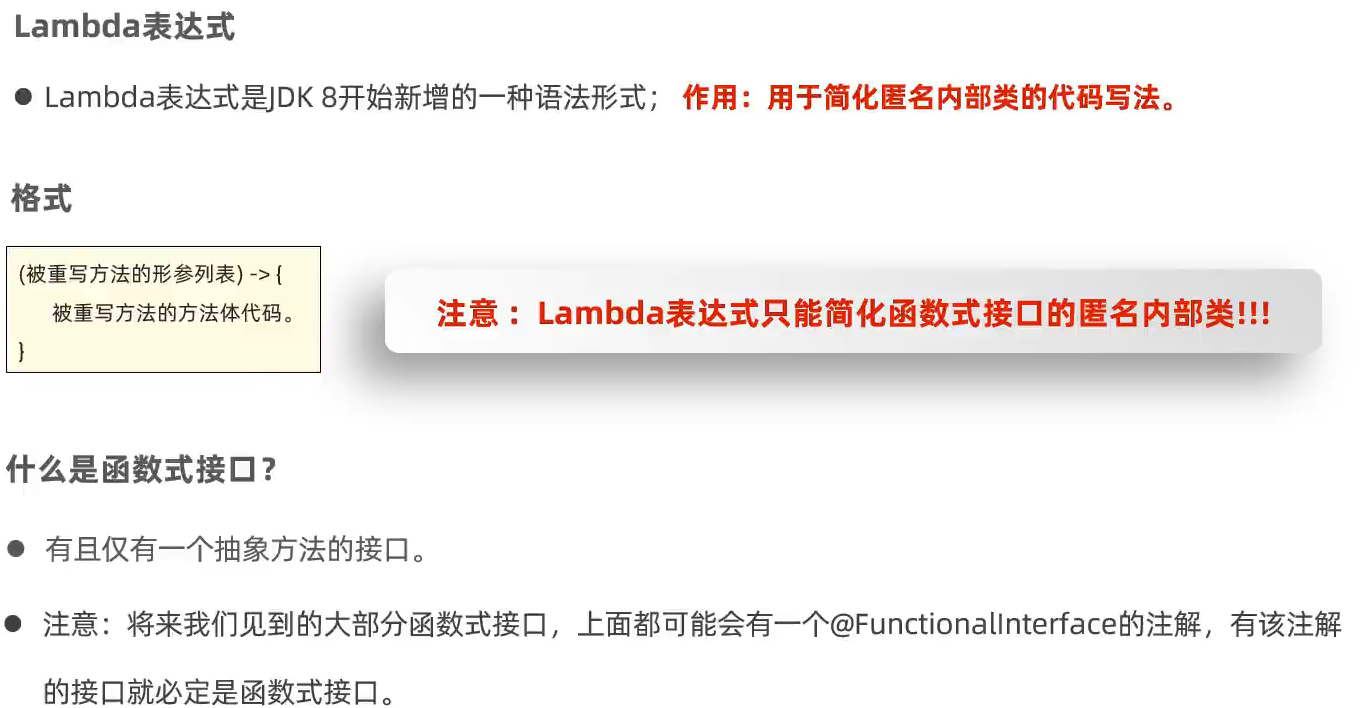 Lambda表达式
● Lambda表达式是JDK 8开始新增的一种语法形式； 作用：用于简化匿名内部类的代码写法。
格式
(被重写方法的形参列表) -> {
被重写方法的方法体代码。
}
注意：Lambda表达式只能简化函数式接口的匿名内部类!!!
什么是函数式接口？
● 有且仅有一个抽象方法的接口。
● 注意：将来我们见到的大部分函数式接口，上面都可能会有一个@FunctionalInterface的注解，有该注解
的接口就必定是函数式接口。